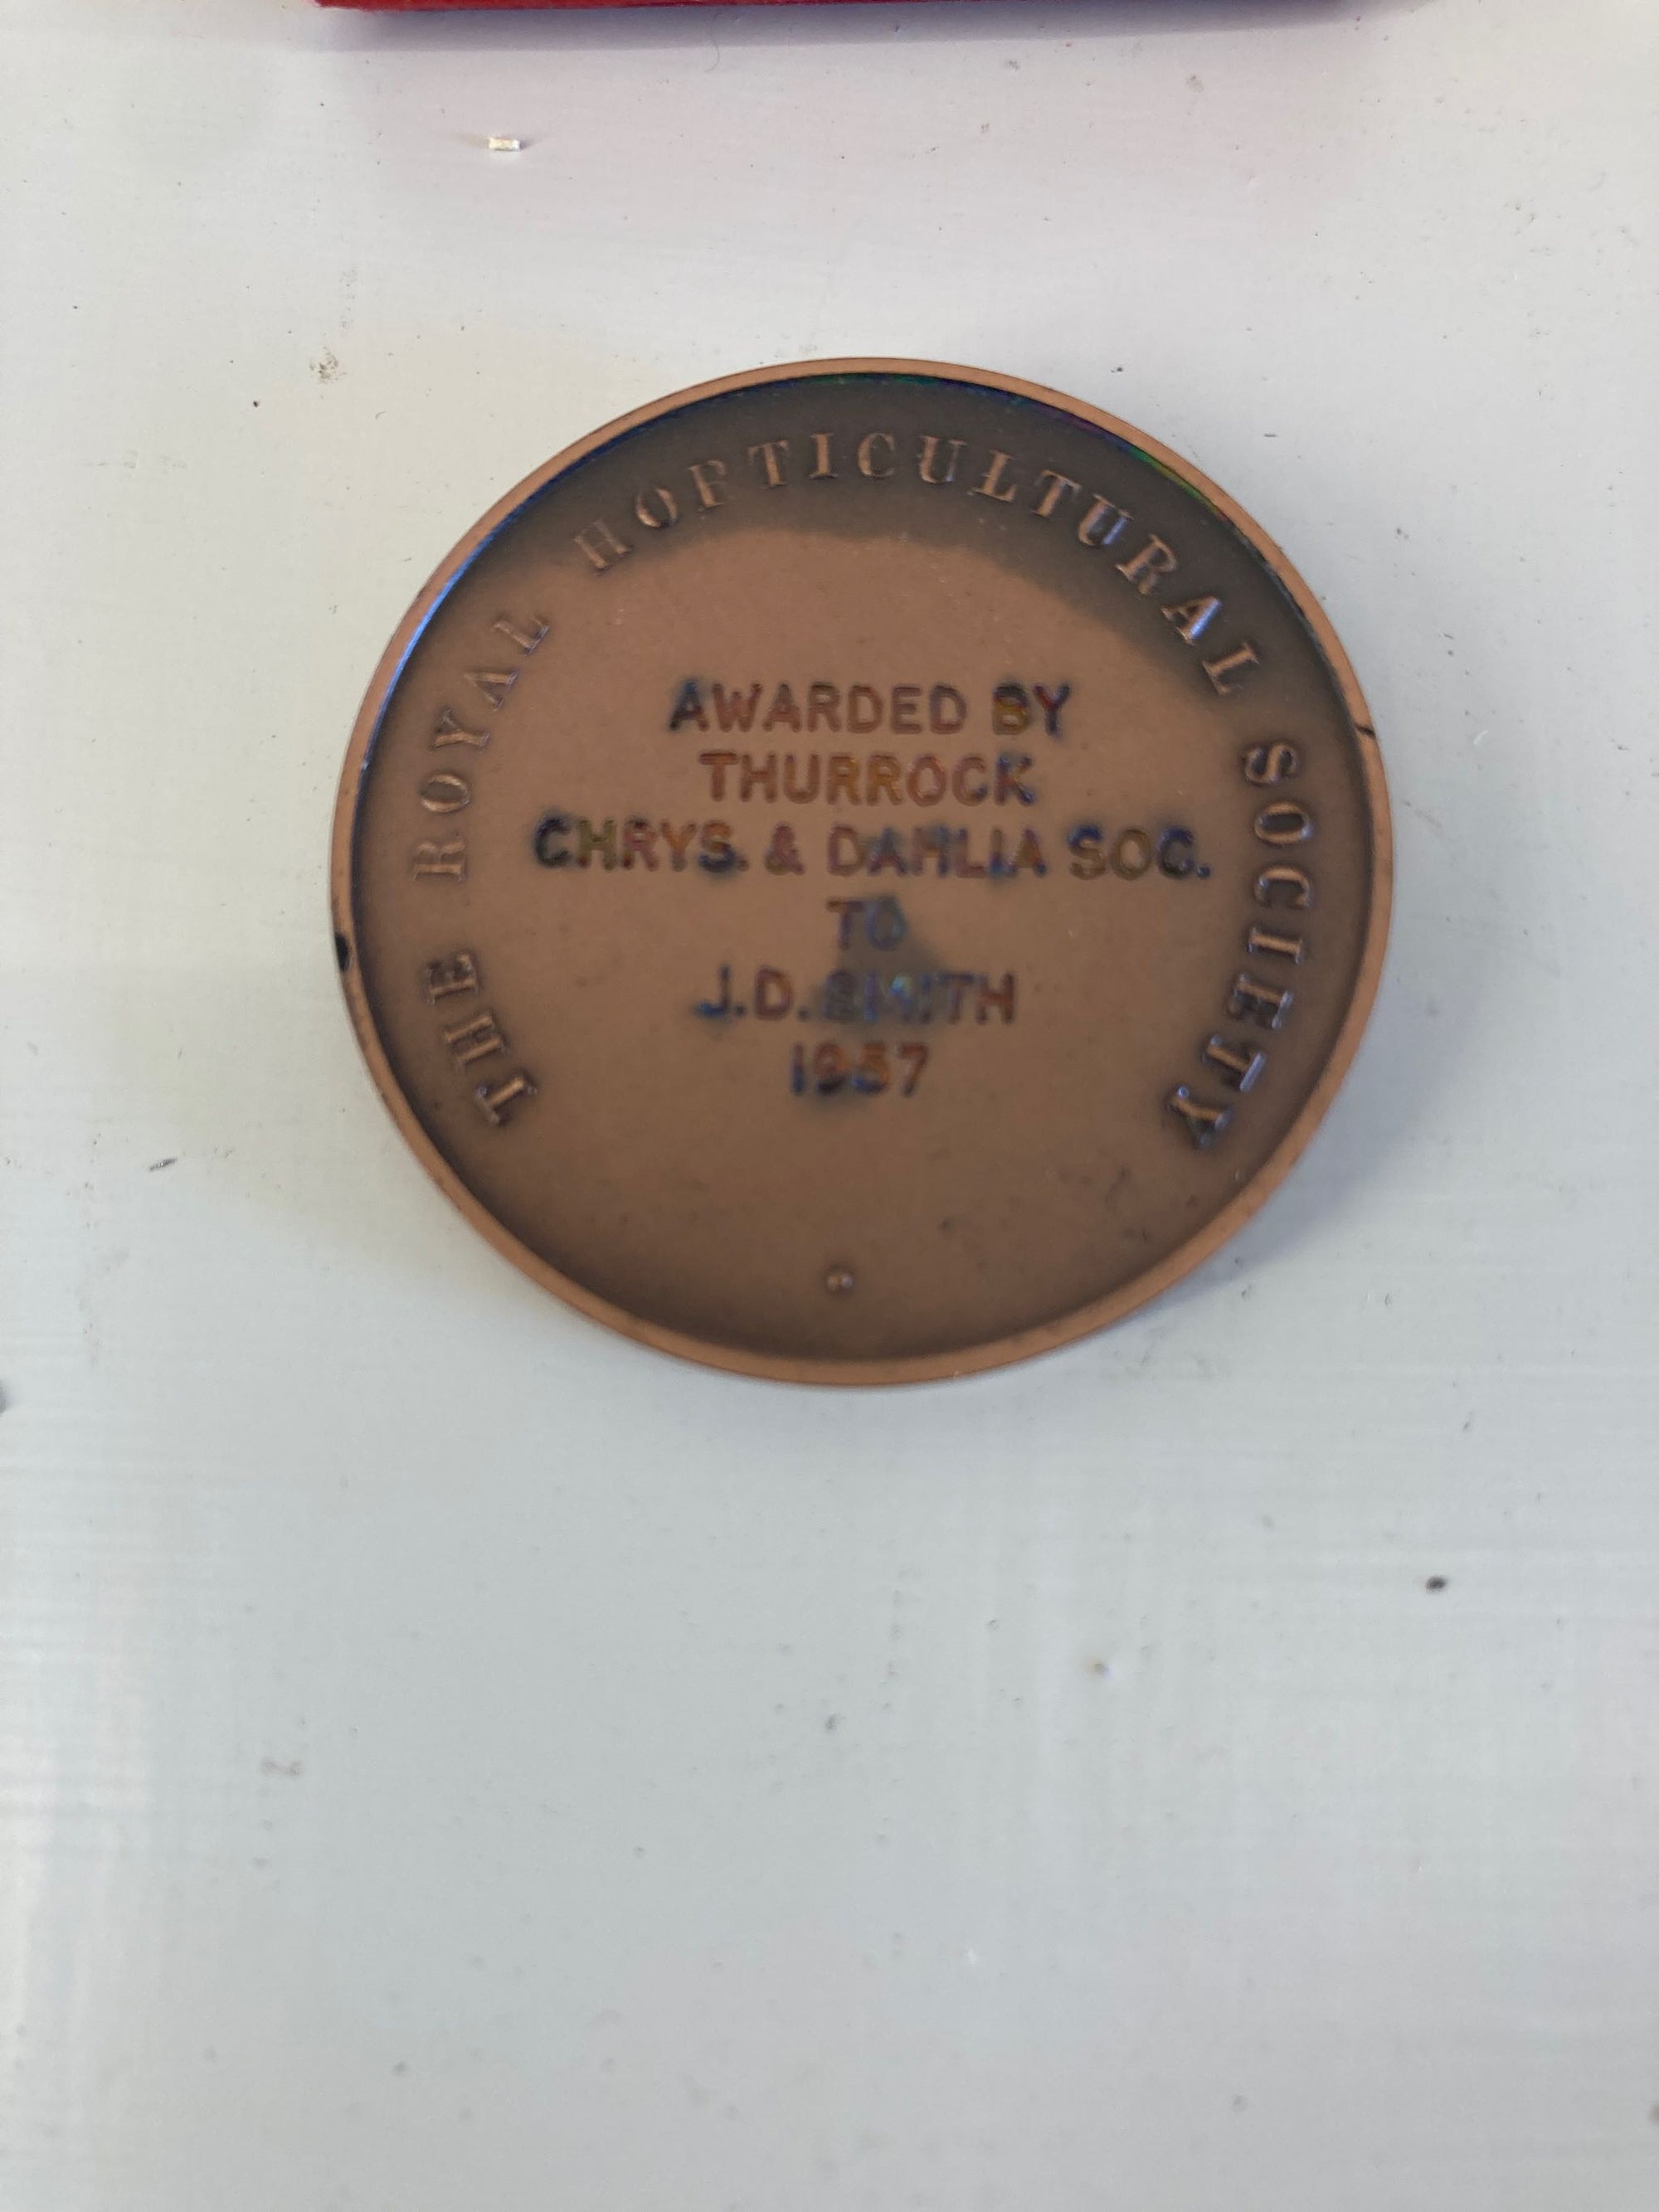 THE ROYAL HORTICULTURAL SOCIETY
AWARDED BY
THURROCK
CHRYS. & DAHLIA SOC.
TO
J.D. SMITH